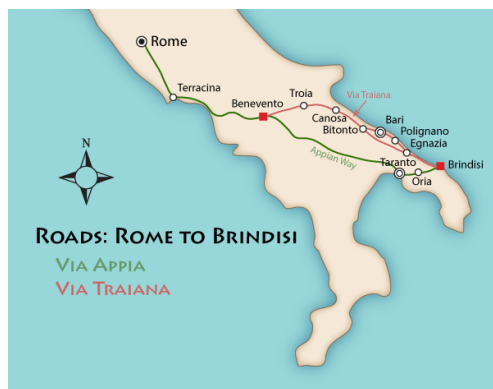 Rome
Terracina
Benevento
Troia
Via Traiana
Canosa
Bari
Bitonto
Polignano
Egnazia
Appian Way
Taranto
Brindisi
Oria
N
Roads: Rome to Brindisi
Via Appia
Via Traiana